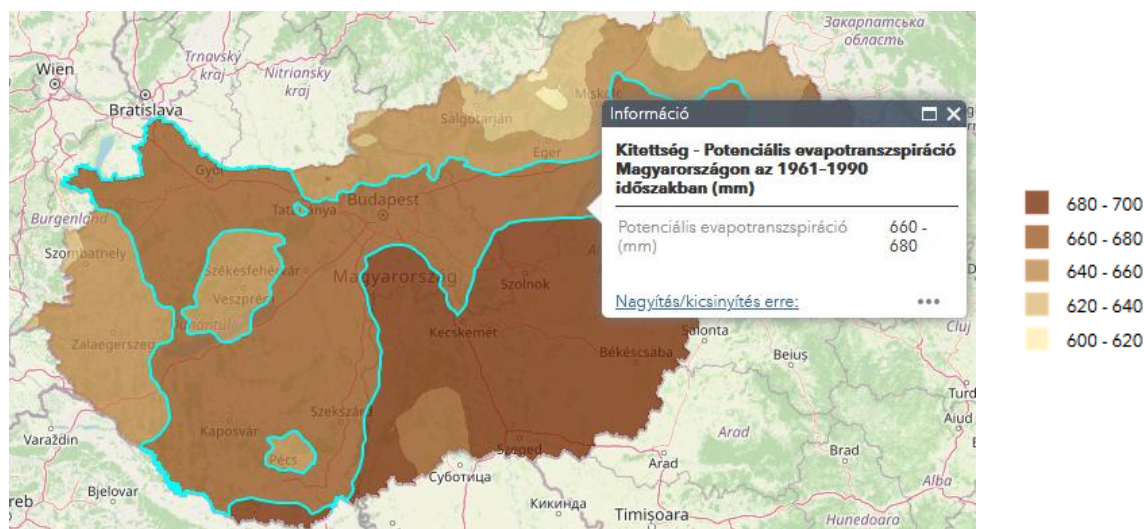 Закарпатська
область
Trnavský
kraj
Nitriansky
kraj
Wien
Bratislava
Miskolc
Salgótarján
Eger
Győr
Tatabánya
Budapest
Burgenland
Szombathely
Székesfehérvár
Veszprém
Magyarország
Szolnok
Dunántúl
Kecskemét
Zalaegerszeg
Békéscsaba
Szekszárd
Kaposvár
Pécs
Szeged
Varaždin
Bjelovar
reb
Суботица
Кикинда
Timișoara
Arad
Arad
Salonta
Beiuș
Brad
Cluj
Turd
Aiud
Alba
Hunedoara
Információ
Kitettség - Potenciális evapotranszspiráció
Magyarországon az 1961-1990
időszakban (mm)
Potenciális evapotranszspiráció
(mm)
660 -
680
Nagyítás/kicsinyítés erre:
680 - 700
660 - 680
640 - 660
620 - 640
600 - 620